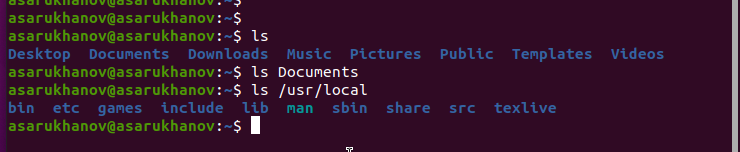 asarukhanov@asarukhanov:~$
asarukhanov@asarukhanov:~$
asarukhanov@asarukhanov:~$ ls
Desktop Documents Downloads Music Pictures Public Templates Videos
asarukhanov@asarukhanov:~$ ls Documents
asarukhanov@asarukhanov:~$ ls /usr/local
bin etc games include lib man sbin share src texlive
asarukhanov@asarukhanov:~$